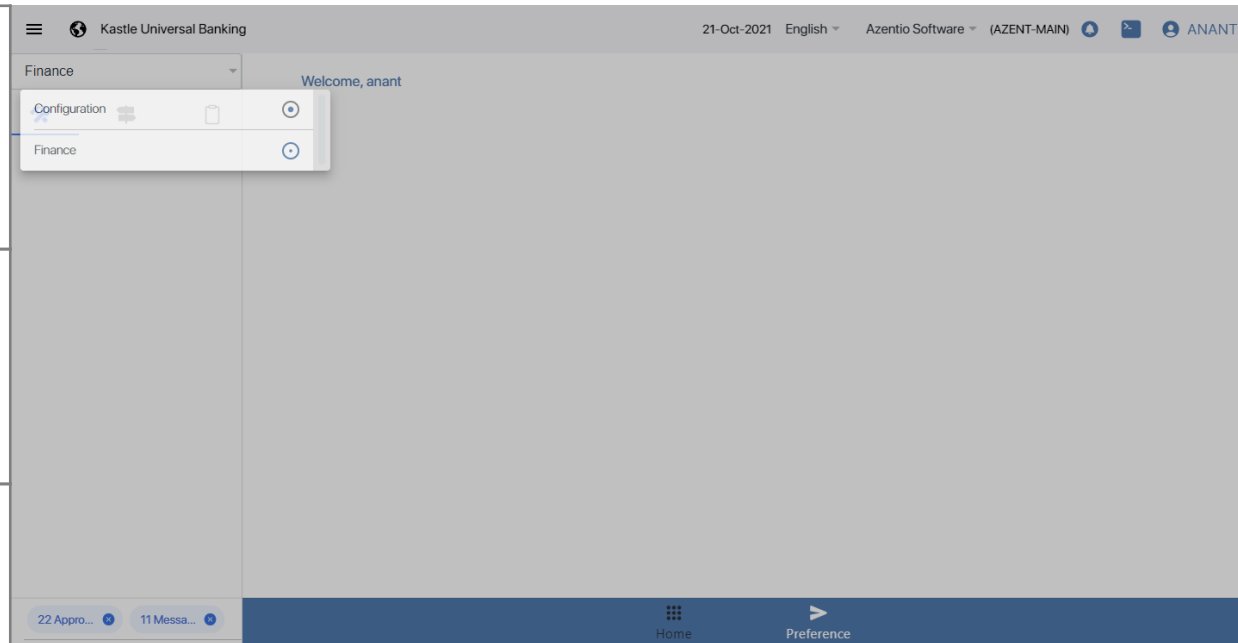 Kastle Universal Banking 21-Oct-2021 English Azentio Software (AZENT-MAIN) ANANT
Finance
Welcome, anant
Configuration
Finance
22 Appro... 11 Messa...
Home Preference